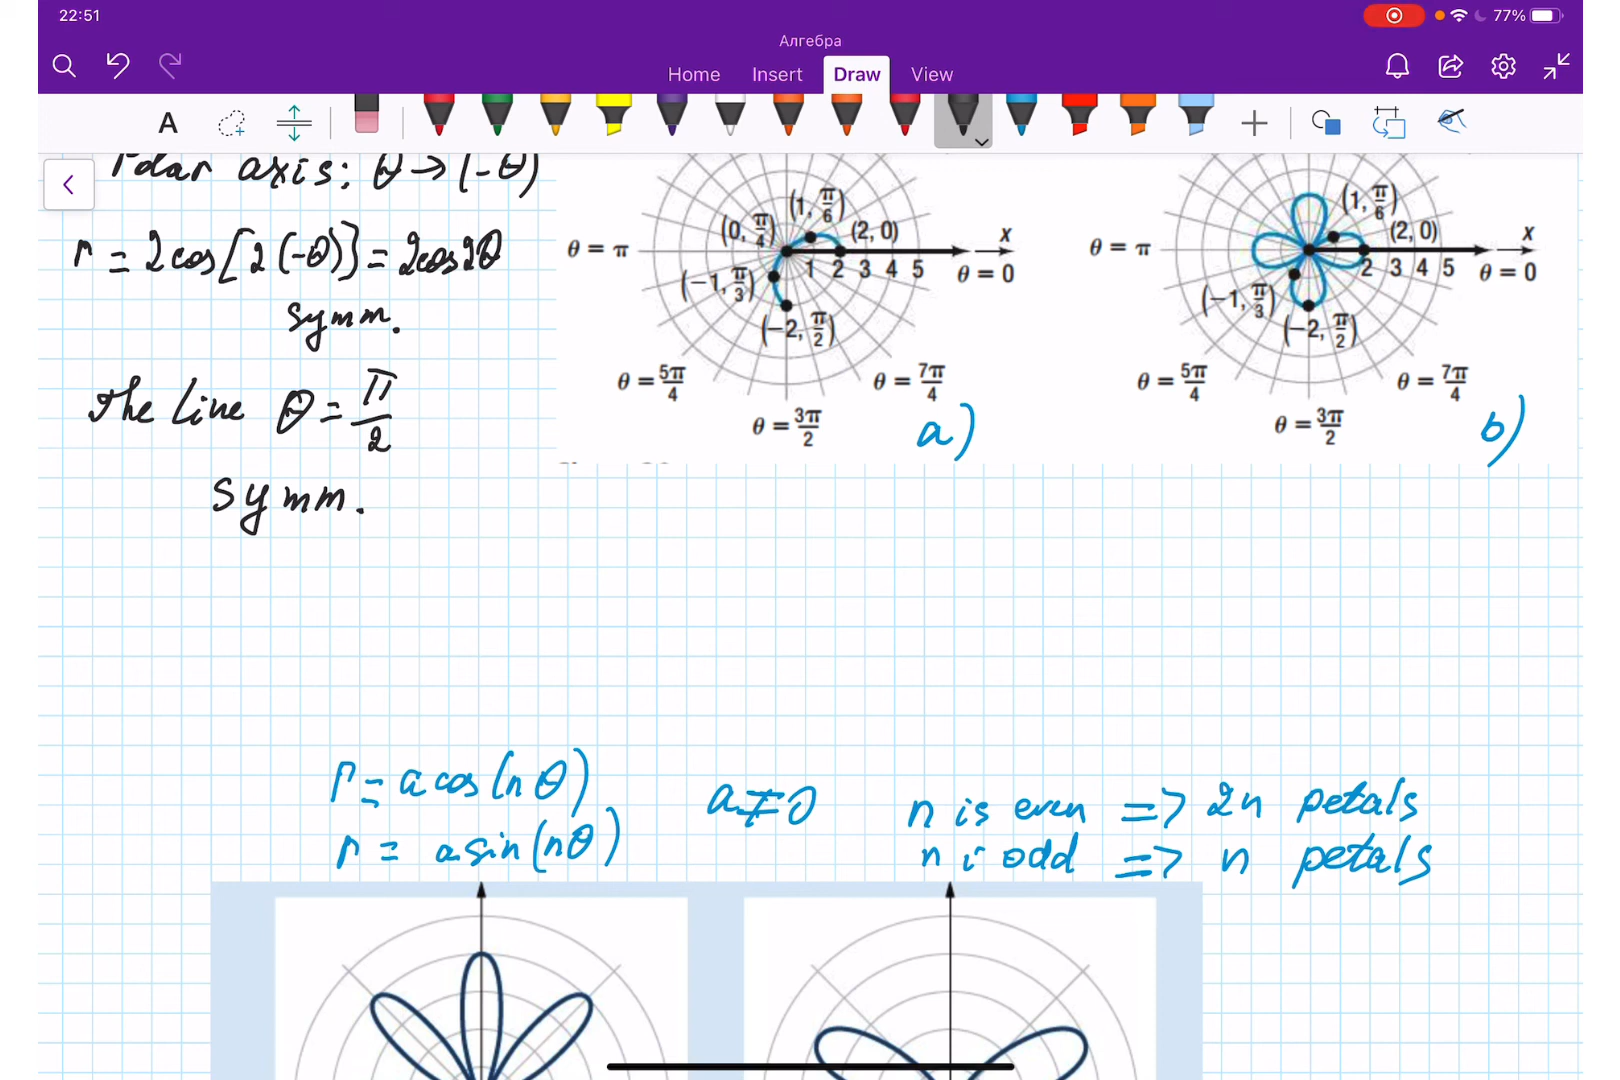 22:51
77%
Алгебра
Home Insert Draw View
A
Polar axis: θ → (-θ)
r = 2cos[2(-θ)] = 2cos2θ
symm.
The line θ = π/2
symm.
(0, π/4) (1, π/6) (2, 0) x
θ = π
1 2 3 4 5 θ = 0
(−1, π/3)
(−2, π/2)
θ = 5π/4 θ = 7π/4
θ = 3π/2
a)
(1, π/6) (2, 0) x
θ = π
2 3 4 5 θ = 0
(−1, π/3)
(−2, π/2)
θ = 5π/4 θ = 7π/4
θ = 3π/2
b)
r = a cos(nθ)
r = a sin(nθ)
a ≠ 0
n is even => 2n petals
n is odd => n petals